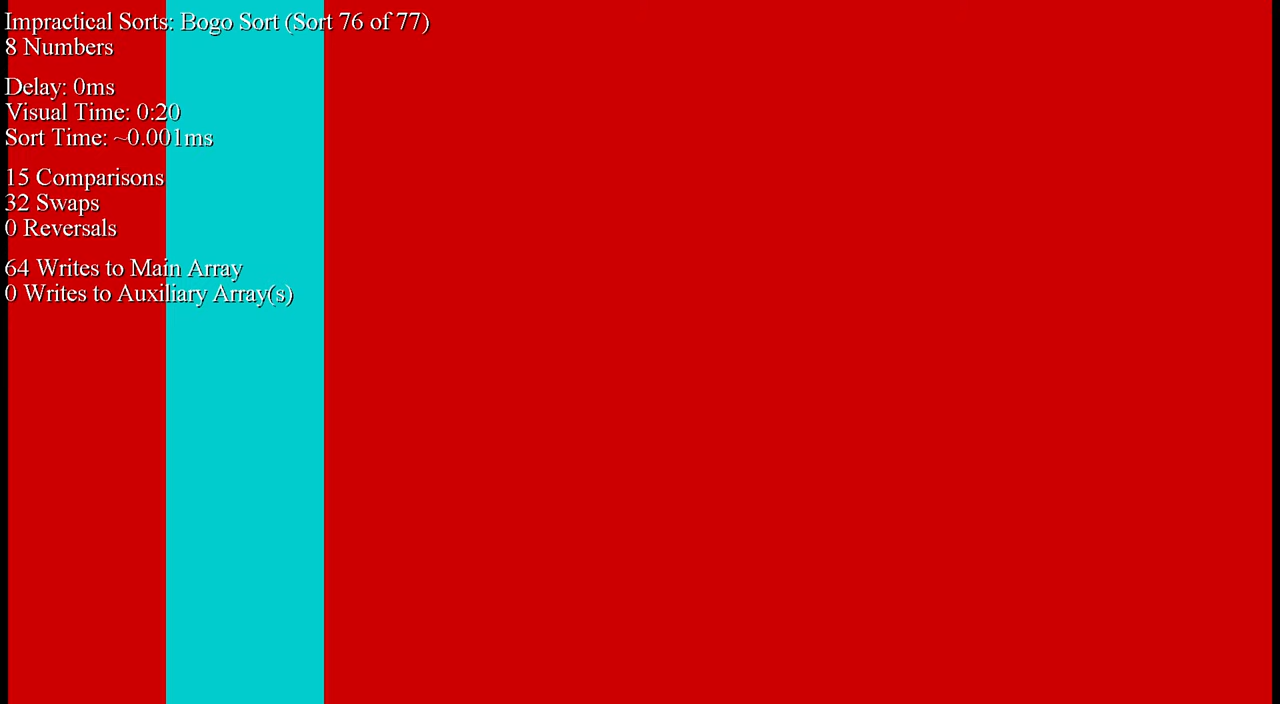 Impractical Sorts: Bogo Sort (Sort 76 of 77)
8 Numbers
Delay: 0ms
Visual Time: 0:20
Sort Time: ~0.001ms
15 Comparisons
32 Swaps
0 Reversals
64 Writes to Main Array
0 Writes to Auxiliary Array(s)